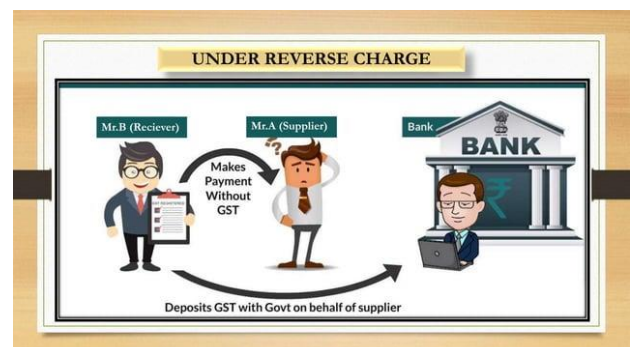 UNDER REVERSE CHARGE
Mr.B (Reciever)
Mr.A (Supplier)
Bank
BANK
Makes
Payment
Without
GST
Deposits GST with Govt on behalf of supplier